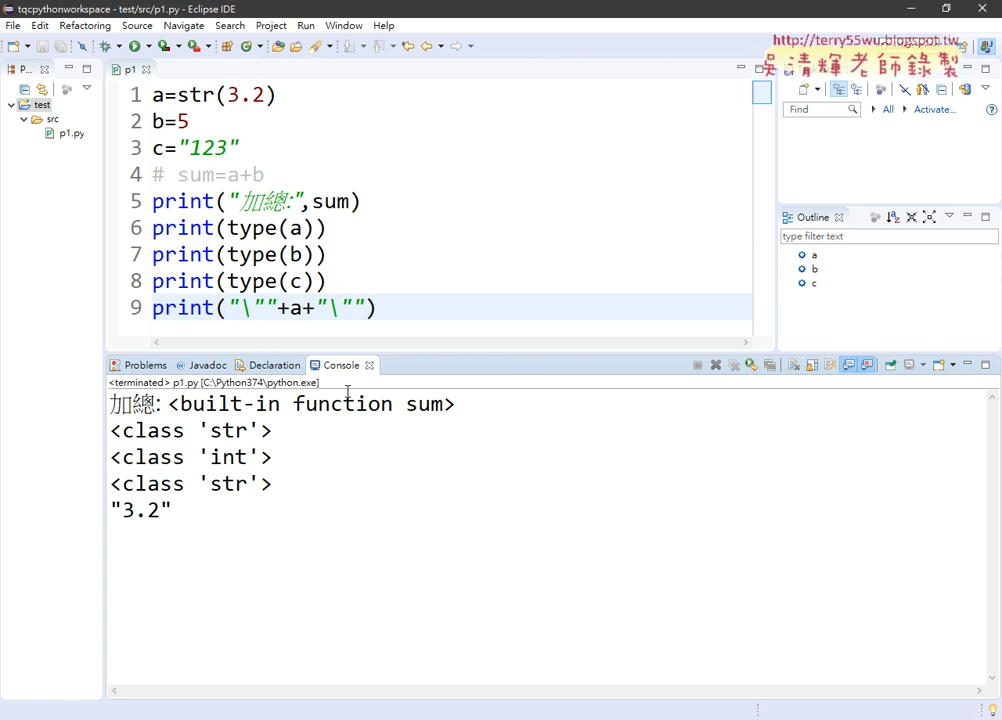 tqcpythonworkspace - test/src/p1.py - Eclipse IDE
File Edit Source Refactoring Navigate Search Project Run Window Help
http://terry55wu.blogspot.tw
吳清輝老師錄製
P...
p1
test
src
p1.py
1 a=str(3.2)
2 b=5
3 c="123"
4 # sum=a+b
5 print("加總:",sum)
6 print(type(a))
7 print(type(b))
8 print(type(c))
9 print("\""+a+"\"")
Find All Activate...
Outline
type filter text
a
b
c
Problems Javadoc Declaration Console
<terminated> p1.py [C:\Python374\python.exe]
加總: <built-in function sum>
<class 'str'>
<class 'int'>
<class 'str'>
"3.2"